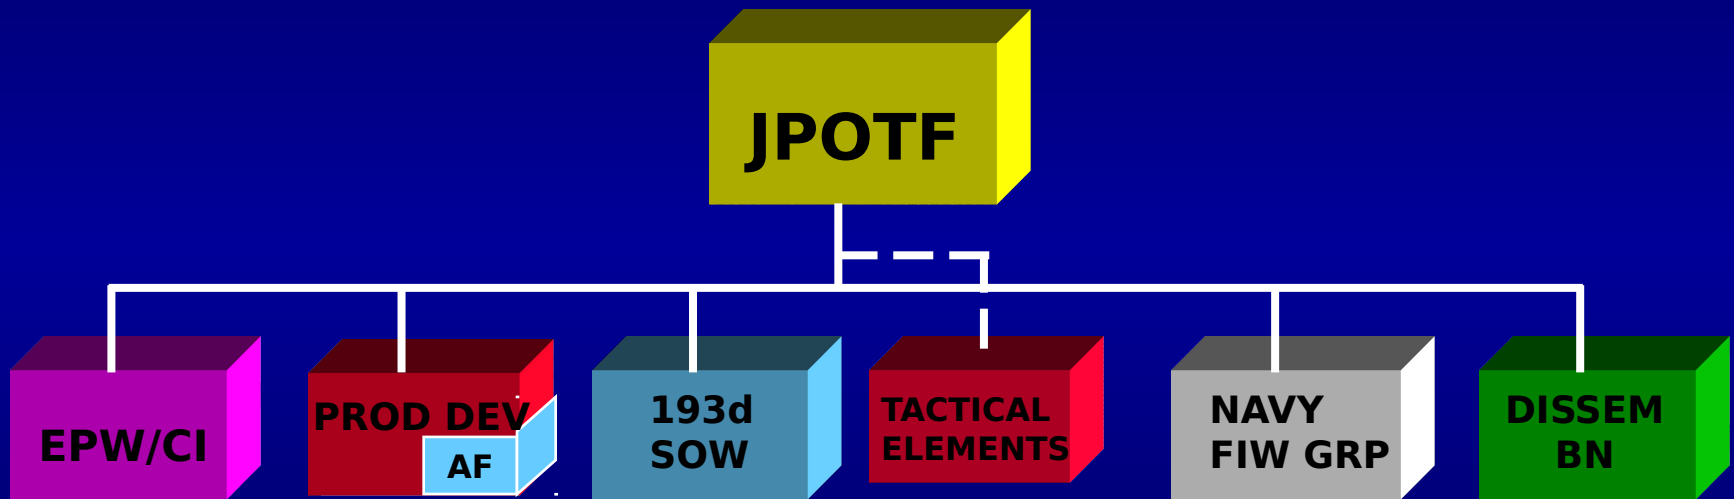 JPOTF
EPW/CI
PROD DEV
AF
193d
SOW
TACTICAL
ELEMENTS
NAVY
FIW GRP
DISSEM
BN